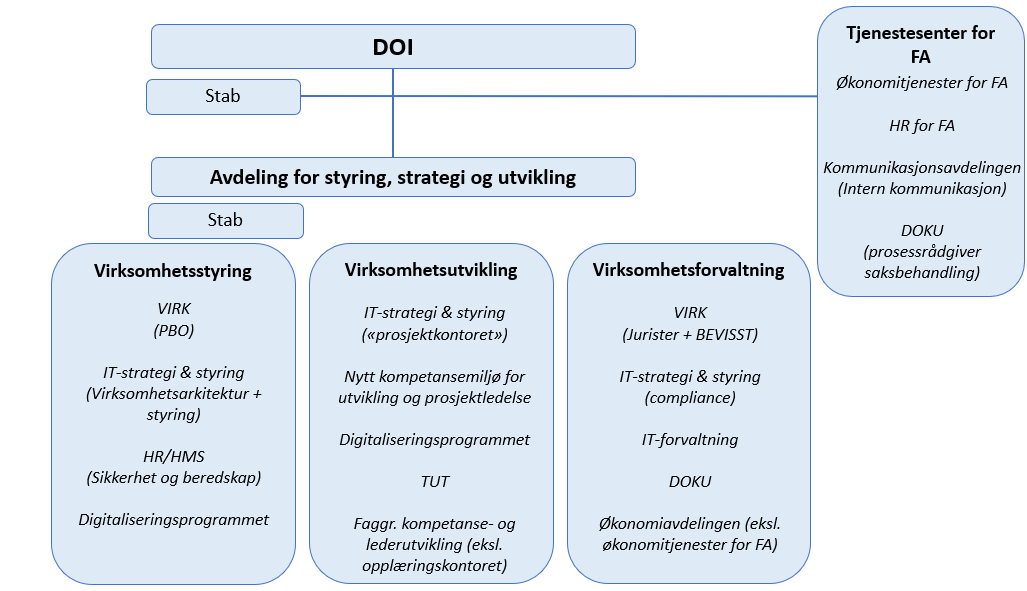 DOI
Stab
Avdeling for styring, strategi og utvikling
Stab
Virksomhetsstyring
VIRK
(PBO)
IT-strategi & styring
(Virksomhetsarkitektur +
styring)
HR/HMS
(Sikkerhet og beredskap)
Digitaliseringsprogrammet
Virksomhetsutvikling
IT-strategi & styring
(«prosjektkontoret»)
Nytt kompetansemiljø for
utvikling og prosjektledelse
Digitaliseringsprogrammet
TUT
Faggr. kompetanse- og
lederutvikling (eksl.
opplæringskontoret)
Virksomhetsforvaltning
VIRK
(Jurister + BEVISST)
IT-strategi & styring
(compliance)
IT-forvaltning
DOKU
Økonomiavdelingen (eksl.
økonomitjenester for FA)
Tjenestesenter for
FA
Økonomitjenester for FA
HR for FA
Kommunikasjonsavdelingen
(Intern kommunikasjon)
DOKU
(prosessrådgiver
saksbehandling)